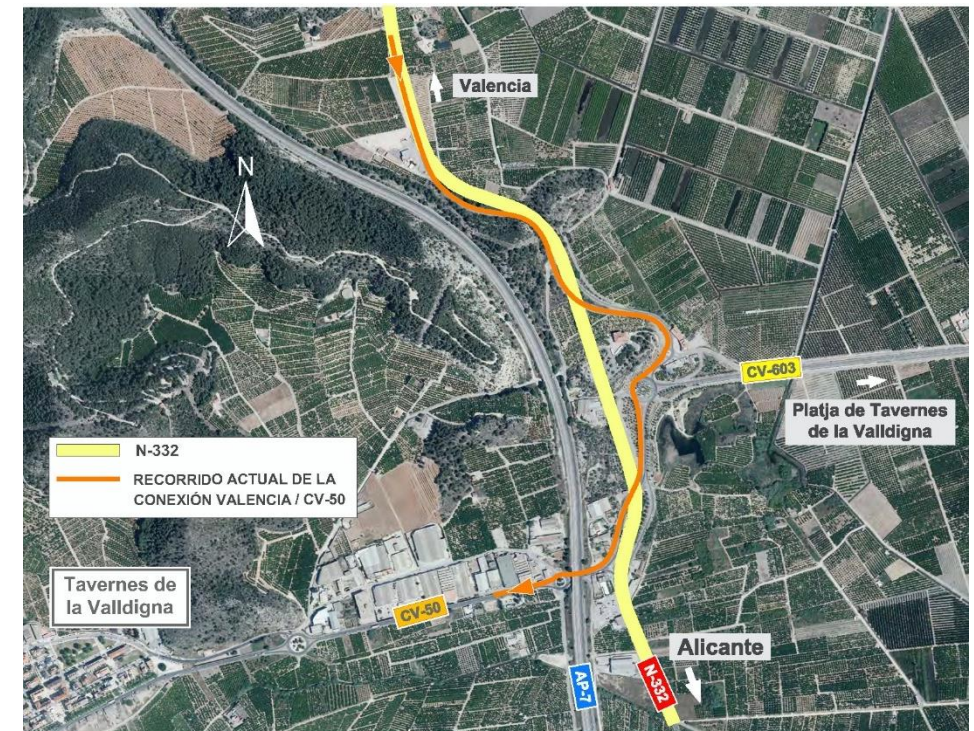 Valencia
N
CV-603
Platja de Tavernes
de la Valldigna
N-332
RECORRIDO ACTUAL DE LA
CONEXIÓN VALENCIA / CV-50
Tavernes de
la Valldigna
CV-50
Alicante
AP-7
N-332